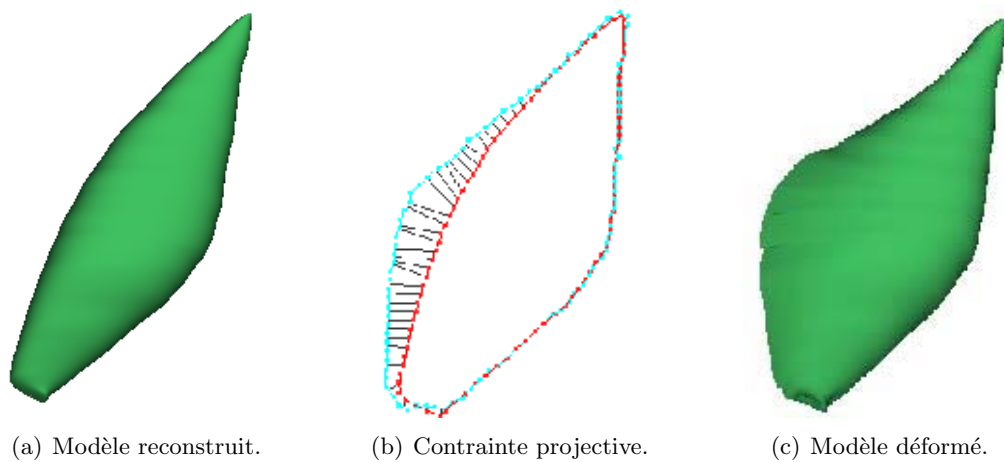 (a) Modèle reconstruit.
(b) Contrainte projective.
(c) Modèle déformé.